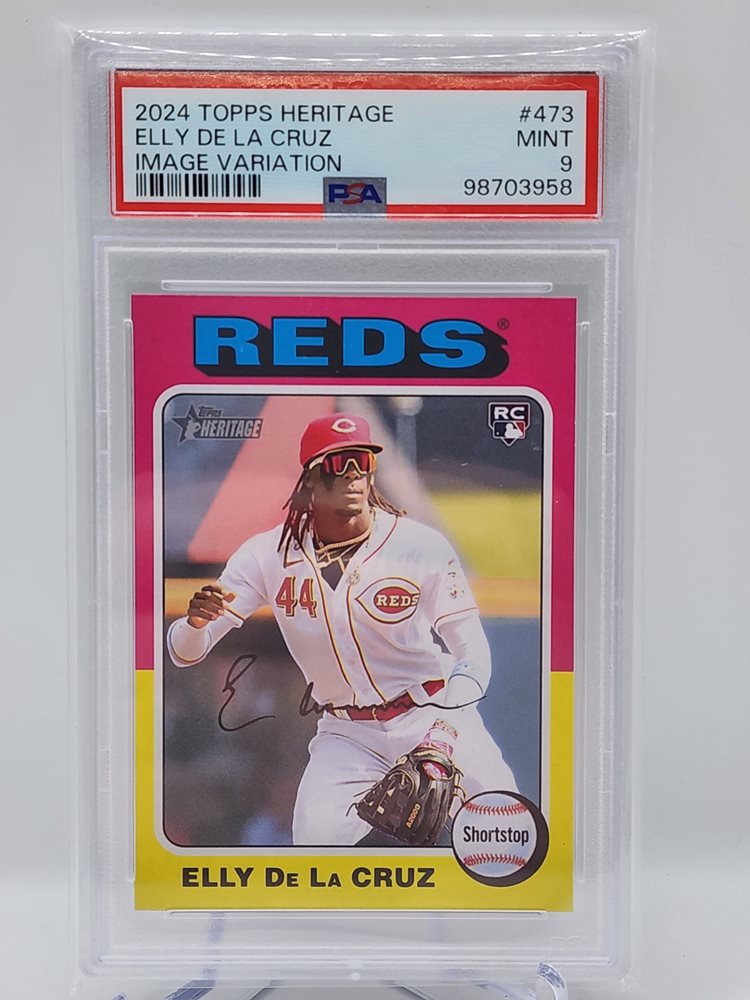 2024 TOPPS HERITAGE #473
ELLY DE LA CRUZ MINT
IMAGE VARIATION 9
PSA 98703958
REDS®
Topps HERITAGE
RC
44
REDS
A2000
Shortstop
ELLY DE LA CRUZ